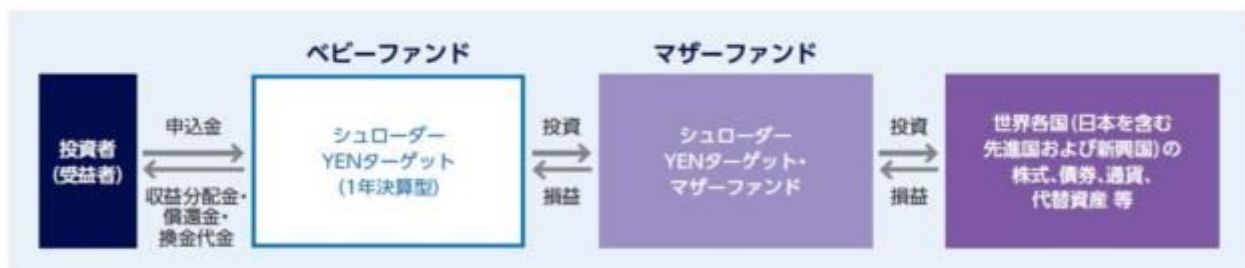 ベビーファンド
マザーファンド
投資者
(受益者)
申込金
収益分配金・
償還金・
換金代金
シュローダー
YENターゲット
(1年決算型)
投資
損益
シュローダー
YENターゲット・
マザーファンド
投資
損益
世界各国(日本を含む
先進国および新興国)の
株式、債券、通貨、
代替資産 等